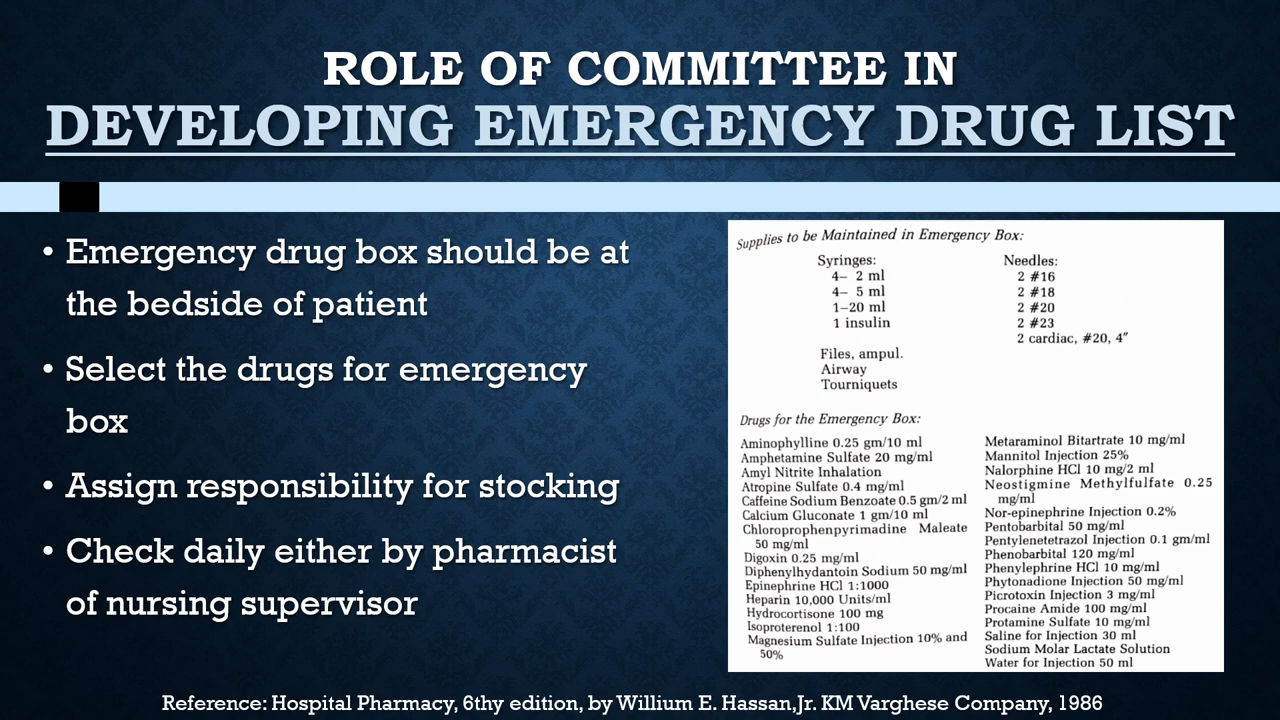 ROLE OF COMMITTEE IN
DEVELOPING EMERGENCY DRUG LIST
• Emergency drug box should be at
the bedside of patient
• Select the drugs for emergency
box
• Assign responsibility for stocking
• Check daily either by pharmacist
of nursing supervisor
Supplies to be Maintained in Emergency Box:
Syringes:
4– 2 ml
4– 5 ml
1–20 ml
1 insulin
Files, ampul.
Airway
Tourniquets
Needles:
2 #16
2 #18
2 #20
2 #23
2 cardiac, #20, 4″
Drugs for the Emergency Box:
Aminophylline 0.25 gm/10 ml
Amphetamine Sulfate 20 mg/ml
Amyl Nitrite Inhalation
Atropine Sulfate 0.4 mg/ml
Caffeine Sodium Benzoate 0.5 gm/2 ml
Calcium Gluconate 1 gm/10 ml
Chloroprophenpyrimadine Maleate
50 mg/ml
Digoxin 0.25 mg/ml
Diphenylhydantoin Sodium 50 mg/ml
Epinephrine HCl 1:1000
Heparin 10,000 Units/ml
Hydrocortisone 100 mg
Isoproterenol 1:100
Magnesium Sulfate Injection 10% and
50%
Metaraminol Bitartrate 10 mg/ml
Mannitol Injection 25%
Nalorphine HCl 10 mg/2 ml
Neostigmine Methylfulfate 0.25
mg/ml
Nor-epinephrine Injection 0.2%
Pentobarbital 50 mg/ml
Pentylenetetrazol Injection 0.1 gm/ml
Phenobarbital 120 mg/ml
Phenylephrine HCl 10 mg/ml
Phytonadione Injection 50 mg/ml
Picrotoxin Injection 3 mg/ml
Procaine Amide 100 mg/ml
Protamine Sulfate 10 mg/ml
Saline for Injection 30 ml
Sodium Molar Lactate Solution
Water for Injection 50 ml
Reference: Hospital Pharmacy, 6thy edition, by Willium E. Hassan,Jr. KM Varghese Company, 1986